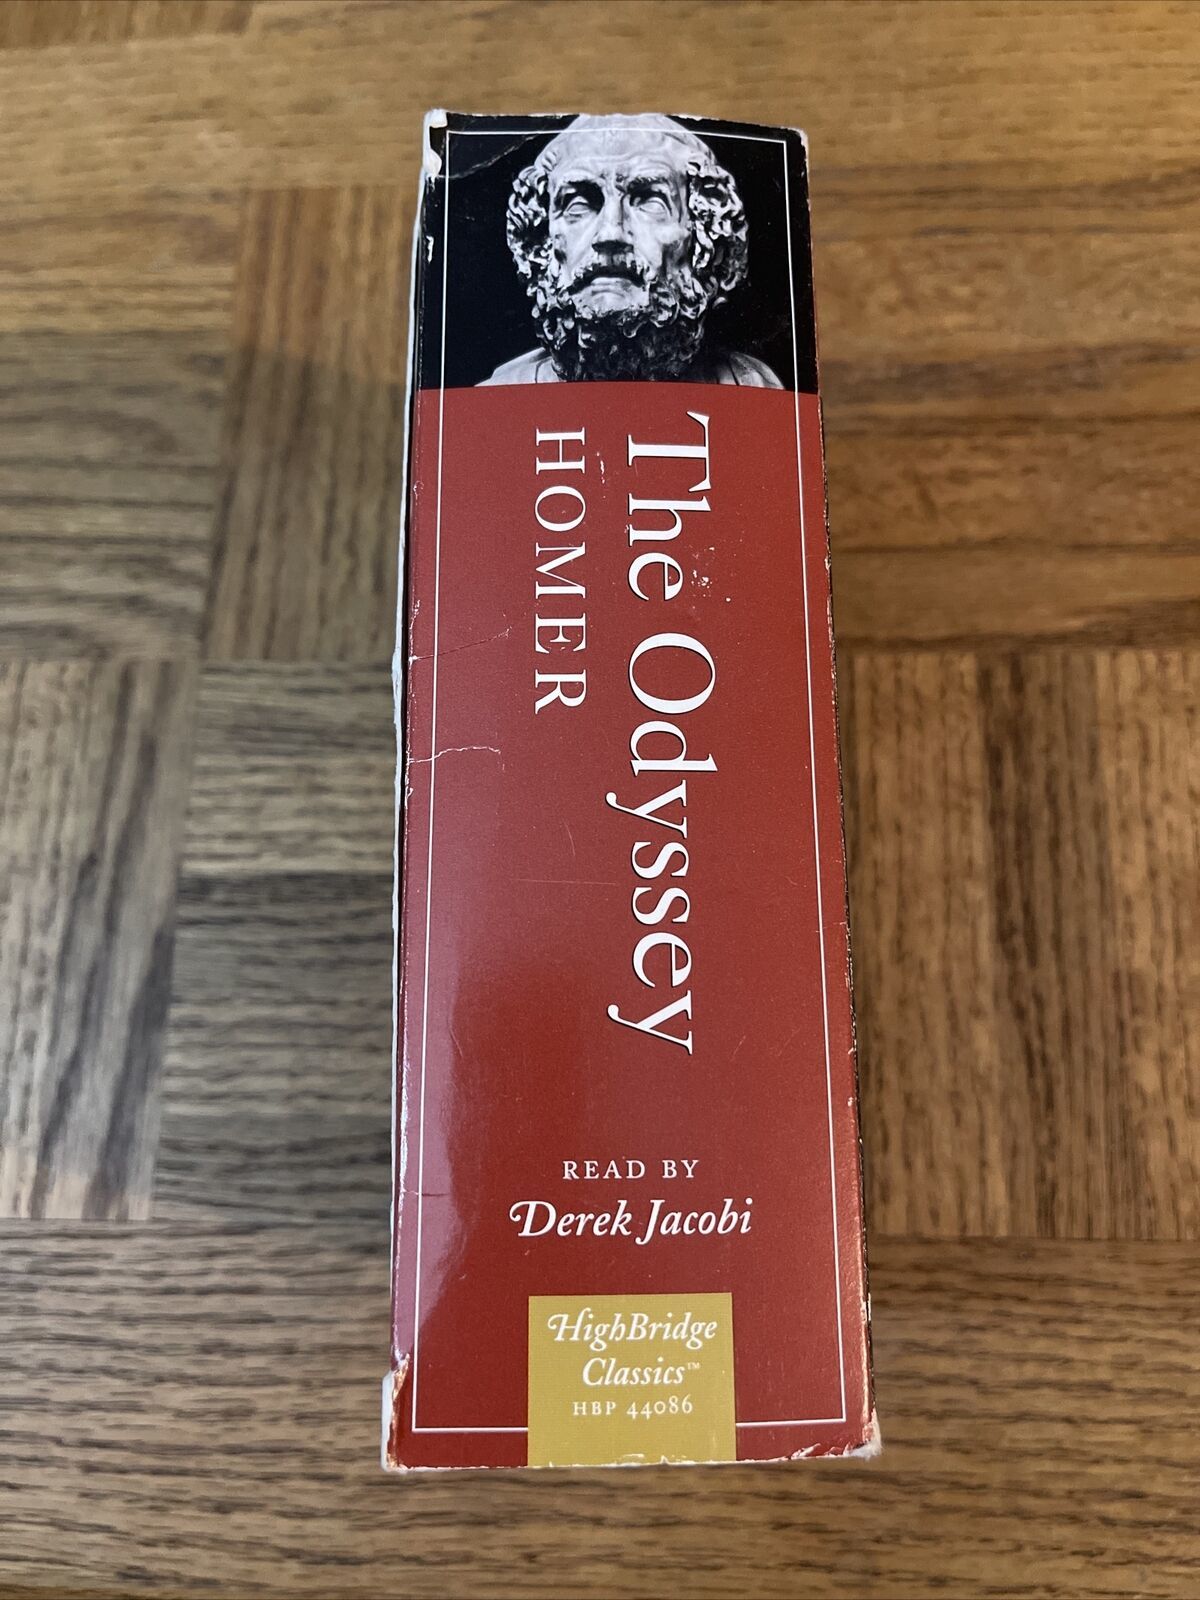 The Odyssey
HOMER
READ BY
Derek Jacobi
HighBridge
Classics™
HBP 44086